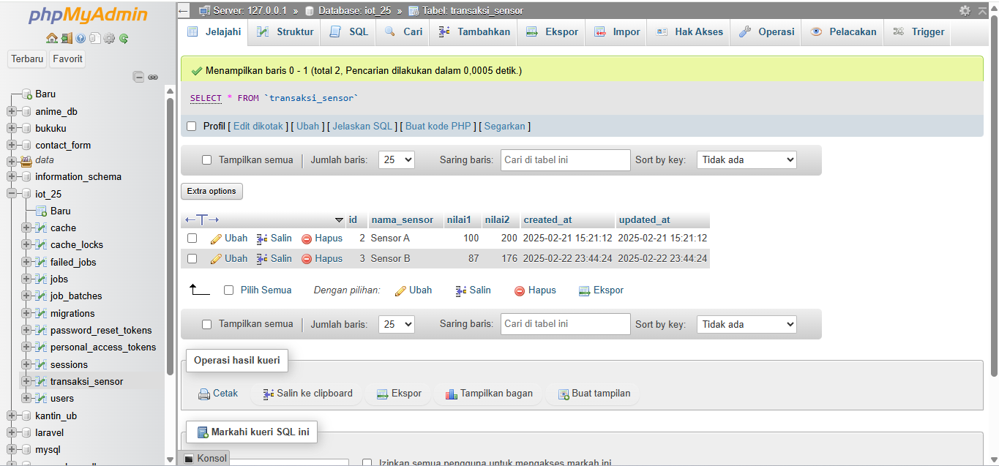 phpMyAdmin
Terbaru Favorit
Baru
anime_db
bukuku
contact_form
data
information_schema
iot_25
Baru
cache
cache_locks
failed_jobs
jobs
job_batches
migrations
password_reset_tokens
personal_access_tokens
sessions
transaksi_sensor
users
kantin_ub
laravel
mysql
Server: 127.0.0.1 » Database: iot_25 » Tabel: transaksi_sensor
Jelajahi Struktur SQL Cari Tambahkan Ekspor Impor Hak Akses Operasi Pelacakan Trigger
Menampilkan baris 0 - 1 (total 2, Pencarian dilakukan dalam 0,0005 detik.)
SELECT * FROM `transaksi_sensor`
Profil [ Edit dikotak ] [ Ubah ] [ Jelaskan SQL ] [ Buat kode PHP ] [ Segarkan ]
Tampilkan semua | Jumlah baris: 25 Saring baris: Cari di tabel ini Sort by key: Tidak ada
Extra options
←T→ id nama_sensor nilai1 nilai2 created_at updated_at
Ubah Salin Hapus 2 Sensor A 100 200 2025-02-21 15:21:12 2025-02-21 15:21:12
Ubah Salin Hapus 3 Sensor B 87 176 2025-02-22 23:44:24 2025-02-22 23:44:24
Pilih Semua Dengan pilihan: Ubah Salin Hapus Ekspor
Tampilkan semua | Jumlah baris: 25 Saring baris: Cari di tabel ini Sort by key: Tidak ada
Operasi hasil kueri
Cetak Salin ke clipboard Ekspor Tampilkan bagan Buat tampilan
Markahi kueri SQL ini
Konsol
Izinkan semua pengguna untuk mengakses markah ini